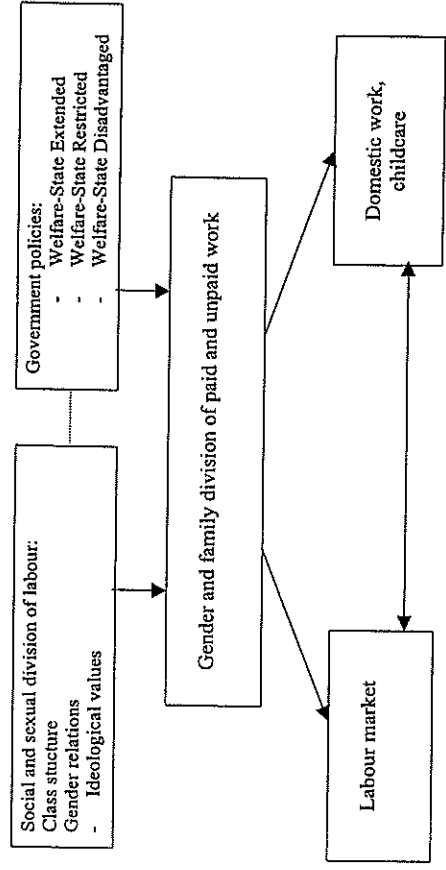 Social and sexual division of labour:
Class stucture
Gender relations
- Ideological values
Government policies:
- Welfare-State Extended
- Welfare-State Restricted
- Welfare-State Disadvantaged
Gender and family division of paid and unpaid work
Labour market
Domestic work,
childcare